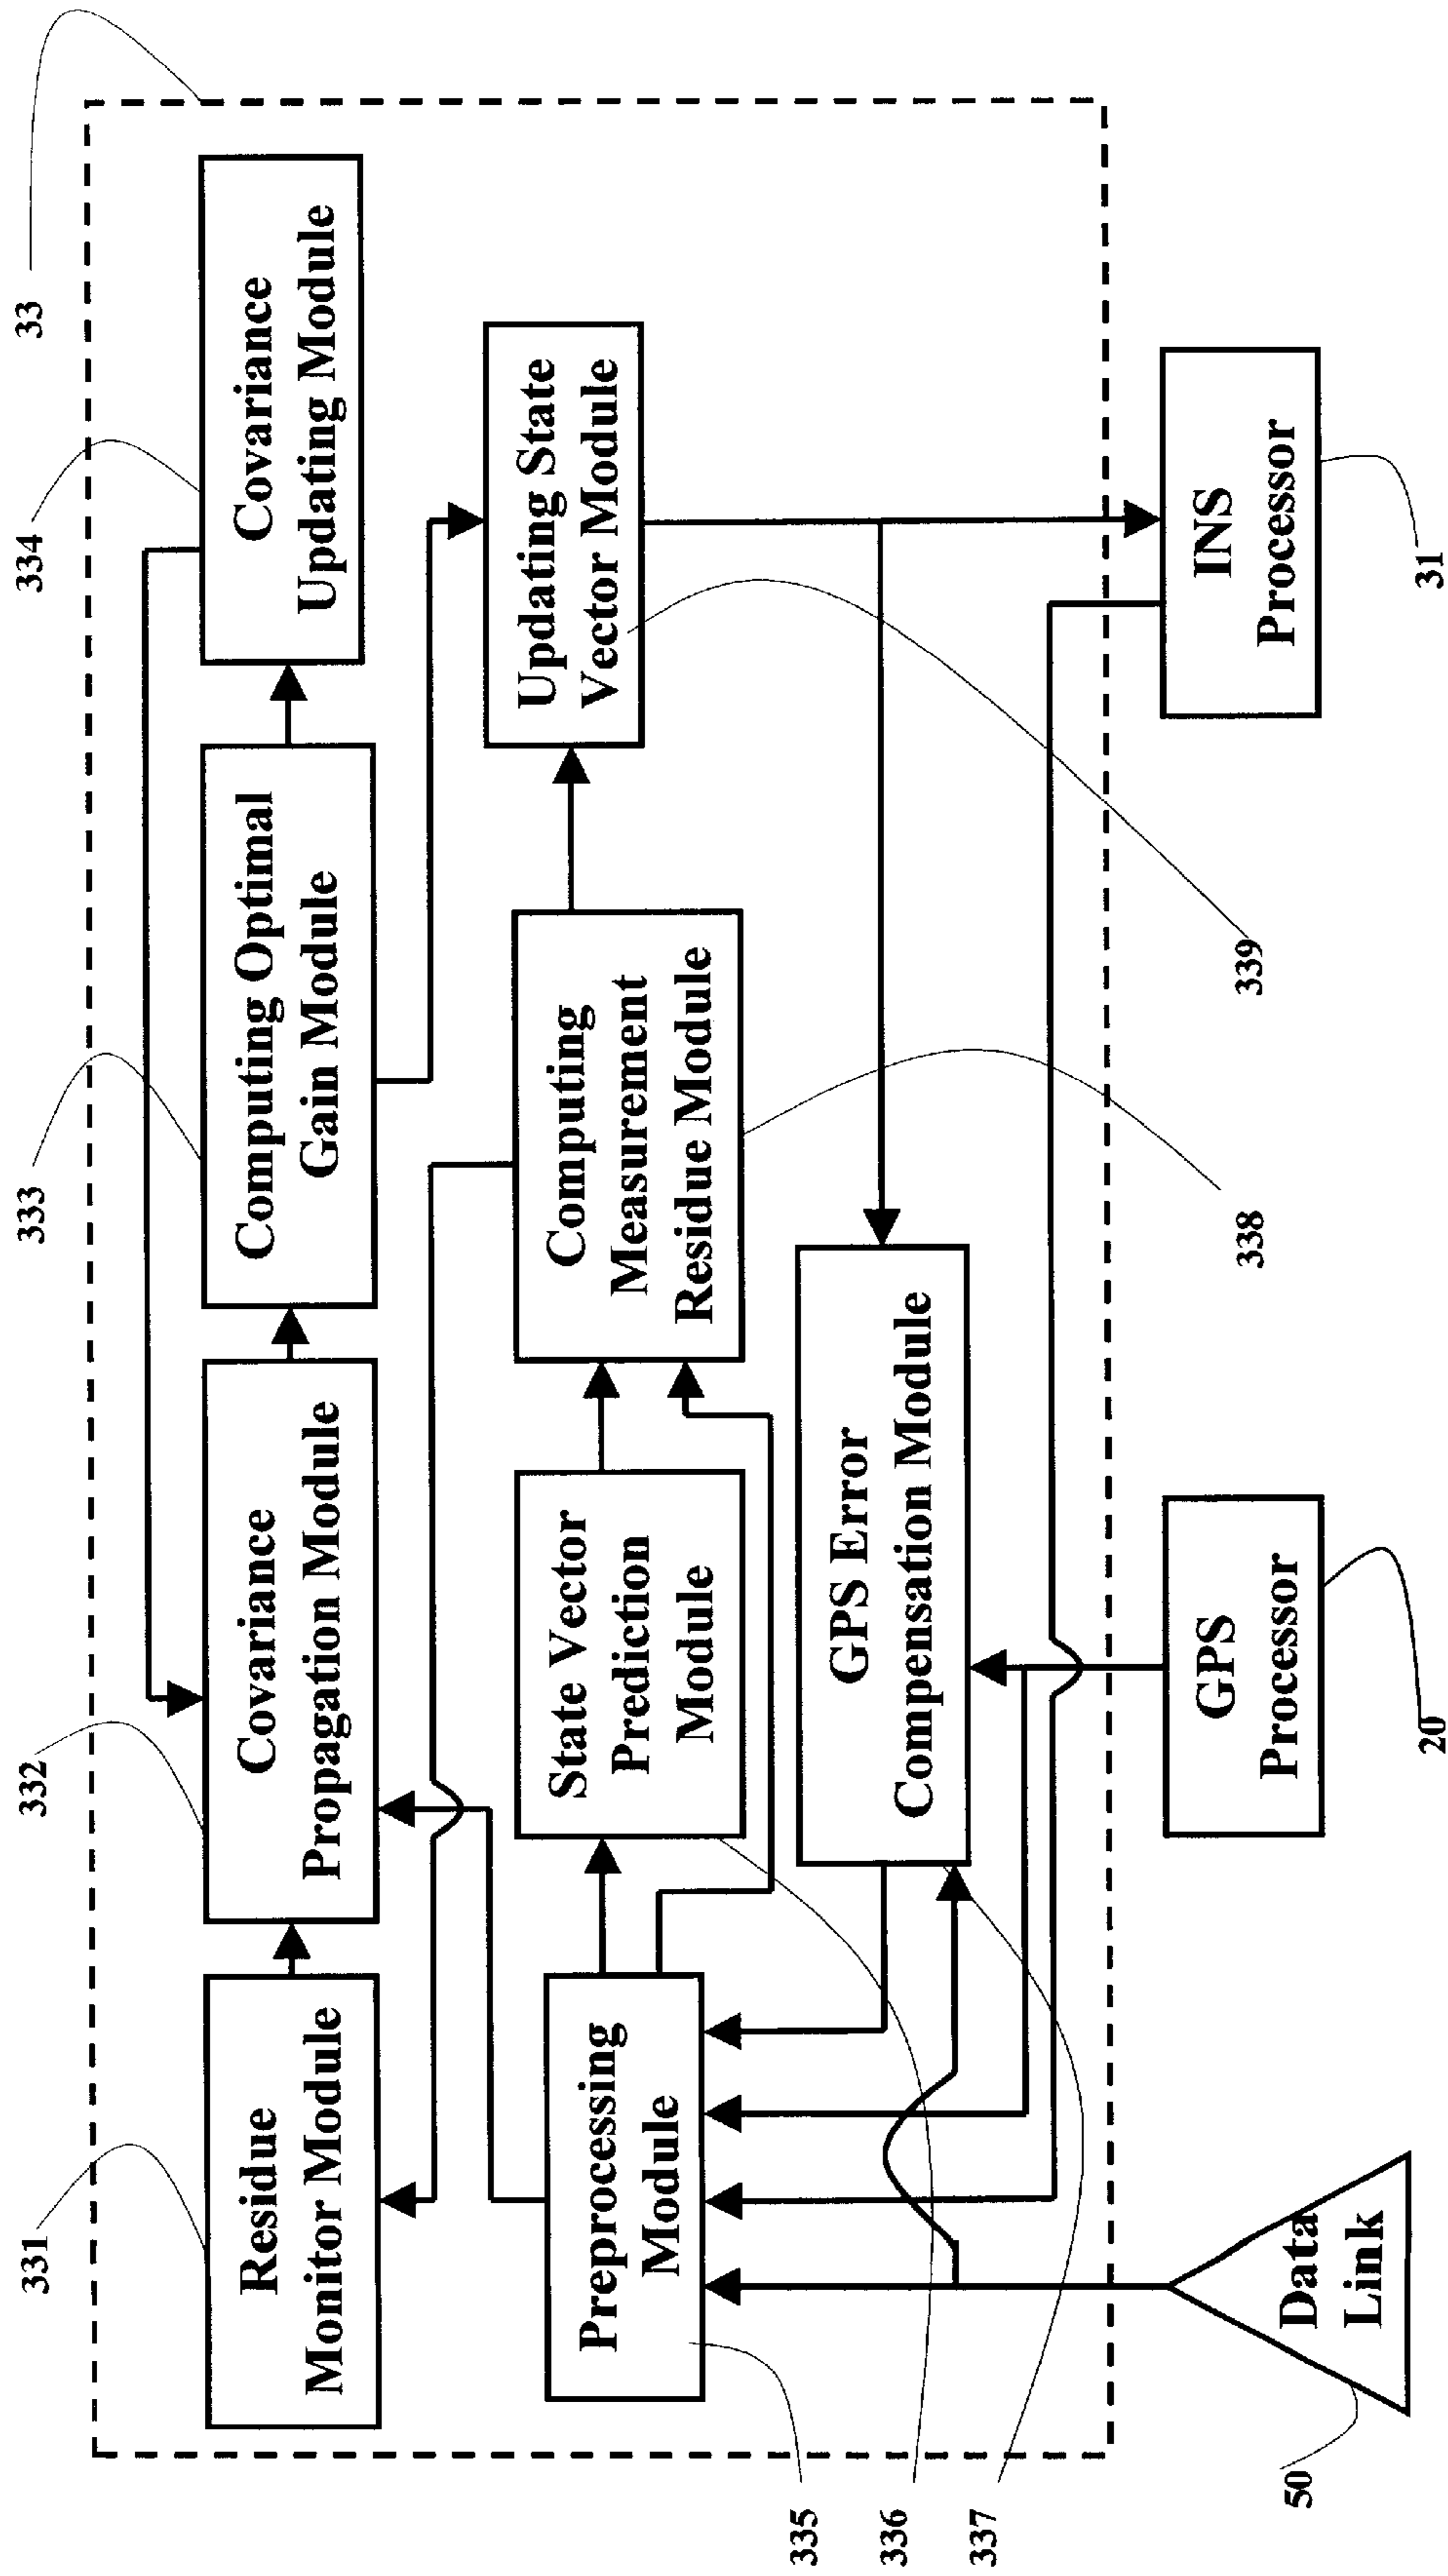 33
331
332
333
334
Residue
Monitor Module
Covariance
Propagation Module
Computing Optimal
Gain Module
Covariance
Updating Module
Preprocessing
Module
State Vector
Prediction
Module
Computing
Measurement
Residue Module
Updating State
Vector Module
GPS Error
Compensation Module
335
336
337
338
339
Data
Link
50
GPS
Processor
20
INS
Processor
31